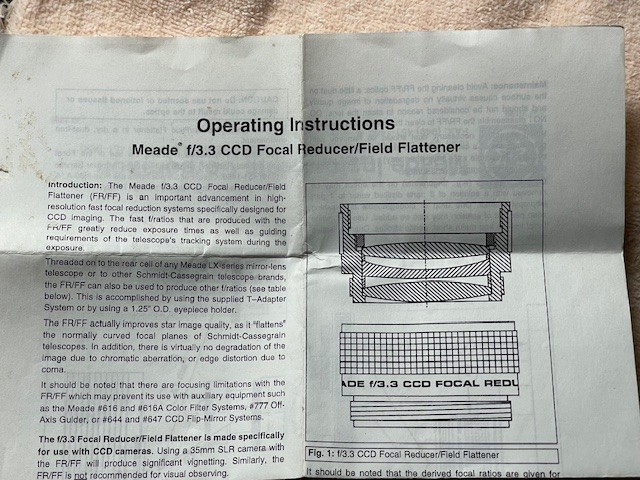 Operating Instructions
Meade® f/3.3 CCD Focal Reducer/Field Flattener
Introduction: The Meade f/3.3 CCD Focal Reducer/Field
Flattener (FR/FF) is an important advancement in high-
resolution fast focal reduction systems specifically designed for
CCD imaging. The fast f/ratios that are produced with the
FR/FF greatly reduce exposure times as well as guiding
requirements of the telescope's tracking system during the
exposure.
Threaded on to the rear cell of any Meade LX-series mirror-lens
telescope or to other Schmidt-Cassegrain telescope brands,
the FR/FF can also be used to produce other f/ratios (see table
below). This is accomplished by using the supplied T-Adapter
System or by using a 1.25" O.D. eyepiece holder.
The FR/FF actually improves star image quality, as it "flattens"
the normally curved focal planes of Schmidt-Cassegrain
telescopes. In addition, there is virtually no degradation of the
image due to chromatic aberration, or edge distortion due to
coma.
It should be noted that there are focusing limitations with the
FR/FF which may prevent its use with auxiliary equipment such
as the Meade #616 and #616A Color Filter Systems, #777 Off-
Axis Guider, or #644 and #647 CCD Flip-Mirror Systems.
The f/3.3 Focal Reducer/Field Flattener is made specifically
for use with CCD cameras. Using a 35mm SLR camera with
the FR/FF will produce significant vignetting. Similarly, the
FR/FF is not recommended for visual observing.
ADE f/3.3 CCD FOCAL REDU
Fig. 1: f/3.3 CCD Focal Reducer/Field Flattener
It should be noted that the derived focal ratios are given for